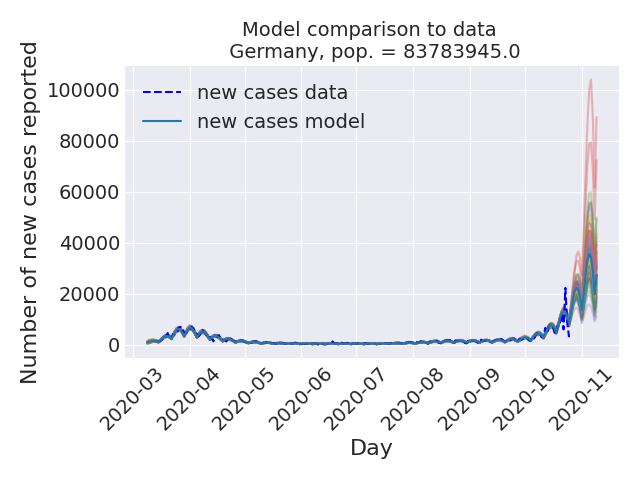 Model comparison to data
Germany, pop. = 83783945.0
new cases data
new cases model
Number of new cases reported
100000
80000
60000
40000
20000
0
2020-03
2020-04
2020-05
2020-06
2020-07
2020-08
2020-09
2020-10
2020-11
Day